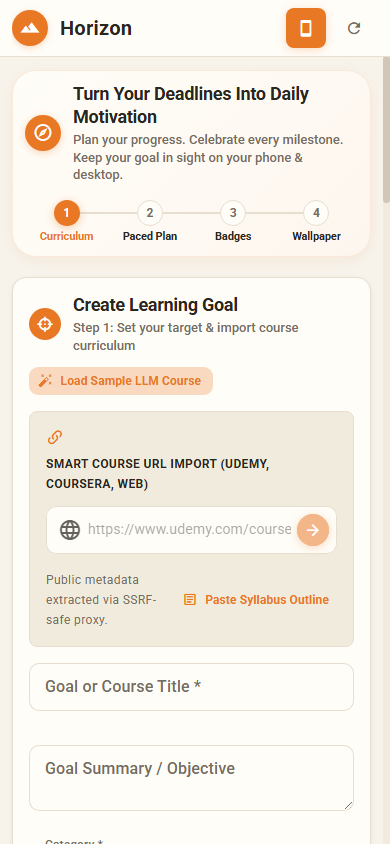 Horizon
Turn Your Deadlines Into Daily
Motivation
Plan your progress. Celebrate every milestone.
Keep your goal in sight on your phone &
desktop.
1 2 3 4
Curriculum Paced Plan Badges Wallpaper
Create Learning Goal
Step 1: Set your target & import course
curriculum
Load Sample LLM Course
SMART COURSE URL IMPORT (UDEMY,
COURSERA, WEB)
https://www.udemy.com/course
Public metadata
extracted via SSRF-
safe proxy.
Paste Syllabus Outline
Goal or Course Title *
Goal Summary / Objective
Category *